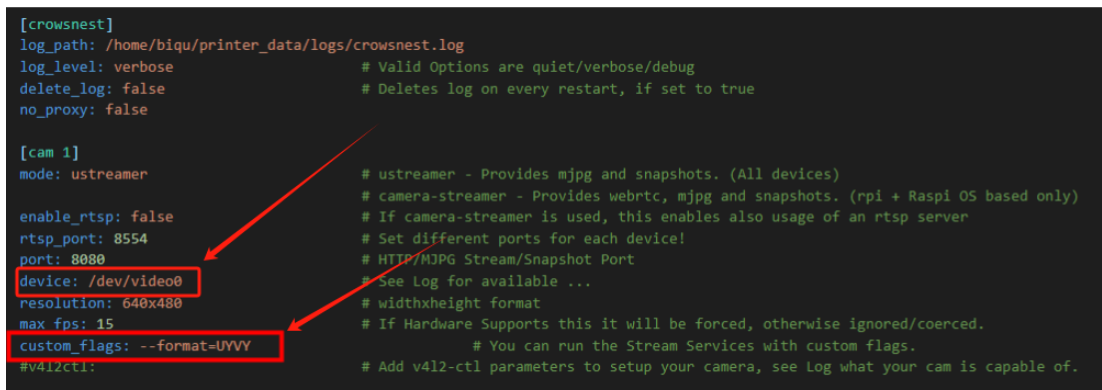 [crowsnest]
log_path: /home/biqu/printer_data/logs/crowsnest.log
log_level: verbose # Valid Options are quiet/verbose/debug
delete_log: false # Deletes log on every restart, if set to true
no_proxy: false
[cam 1]
mode: ustreamer # ustreamer - Provides mjpg and snapshots. (All devices)
# camera-streamer - Provides webrtc, mjpg and snapshots. (rpi + Raspi OS based only)
enable_rtsp: false # If camera-streamer is used, this enables also usage of an rtsp server
rtsp_port: 8554 # Set different ports for each device!
port: 8080 # HTTP/MJPG Stream/Snapshot Port
device: /dev/video0 # See Log for available ...
resolution: 640x480 # widthxheight format
max_fps: 15 # If Hardware Supports this it will be forced, otherwise ignored/coerced.
custom_flags: --format=UYVY # You can run the Stream Services with custom flags.
#v4l2ctl: # Add v4l2-ctl parameters to setup your camera, see Log what your cam is capable of.